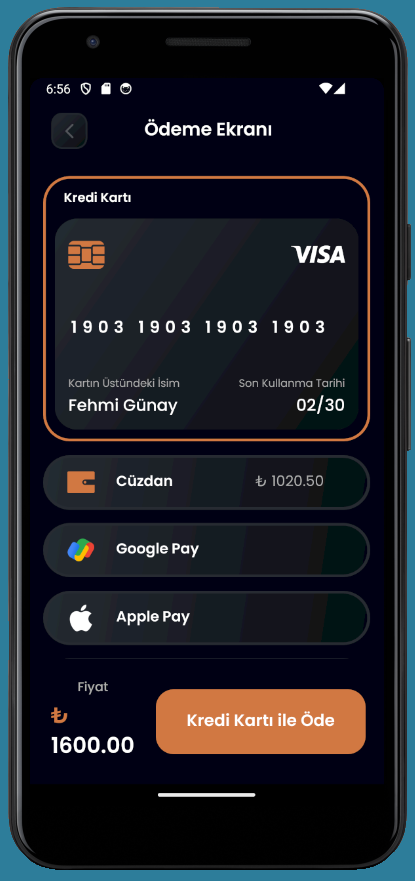 6:56
Ödeme Ekranı
Kredi Kartı
VISA
1903 1903 1903 1903
Kartın Üstündeki İsim Son Kullanma Tarihi
Fehmi Günay 02/30
Cüzdan ₺ 1020.50
Google Pay
Apple Pay
Fiyat
₺
1600.00
Kredi Kartı ile Öde